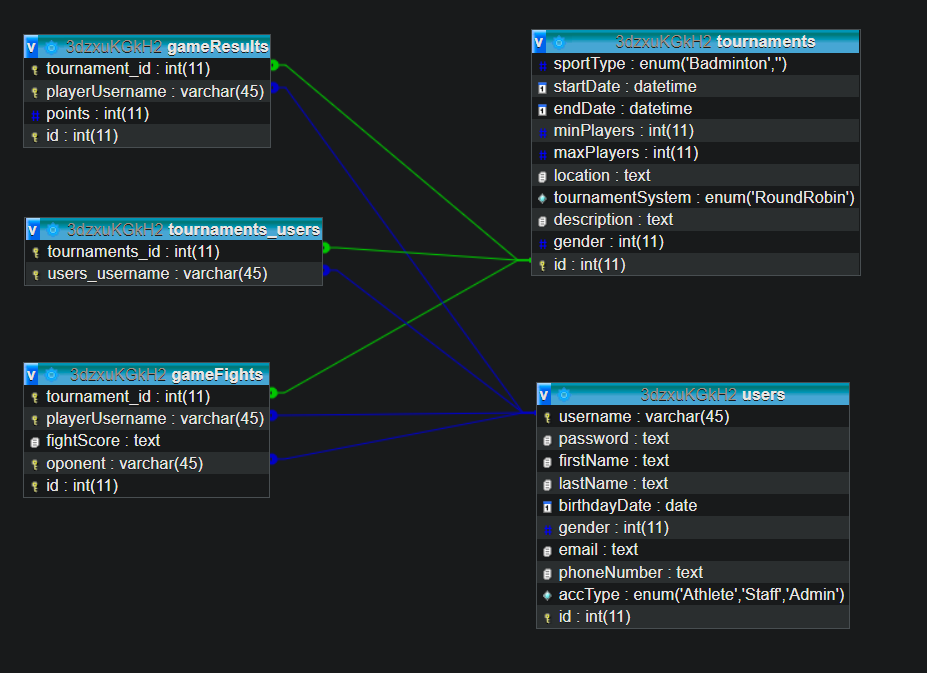 v 3dzxuKGkH2 gameResults
tournament_id : int(11)
playerUsername : varchar(45)
# points : int(11)
id : int(11)
v 3dzxuKGkH2 tournaments_users
tournaments_id : int(11)
users_username : varchar(45)
v 3dzxuKGkH2 gameFights
tournament_id : int(11)
playerUsername : varchar(45)
fightScore : text
oponent : varchar(45)
id : int(11)
v 3dzxuKGkH2 tournaments
# sportType : enum('Badminton','')
startDate : datetime
endDate : datetime
# minPlayers : int(11)
# maxPlayers : int(11)
location : text
tournamentSystem : enum('RoundRobin')
description : text
# gender : int(11)
id : int(11)
v 3dzxuKGkH2 users
username : varchar(45)
password : text
firstName : text
lastName : text
birthdayDate : date
# gender : int(11)
email : text
phoneNumber : text
accType : enum('Athlete','Staff','Admin')
id : int(11)